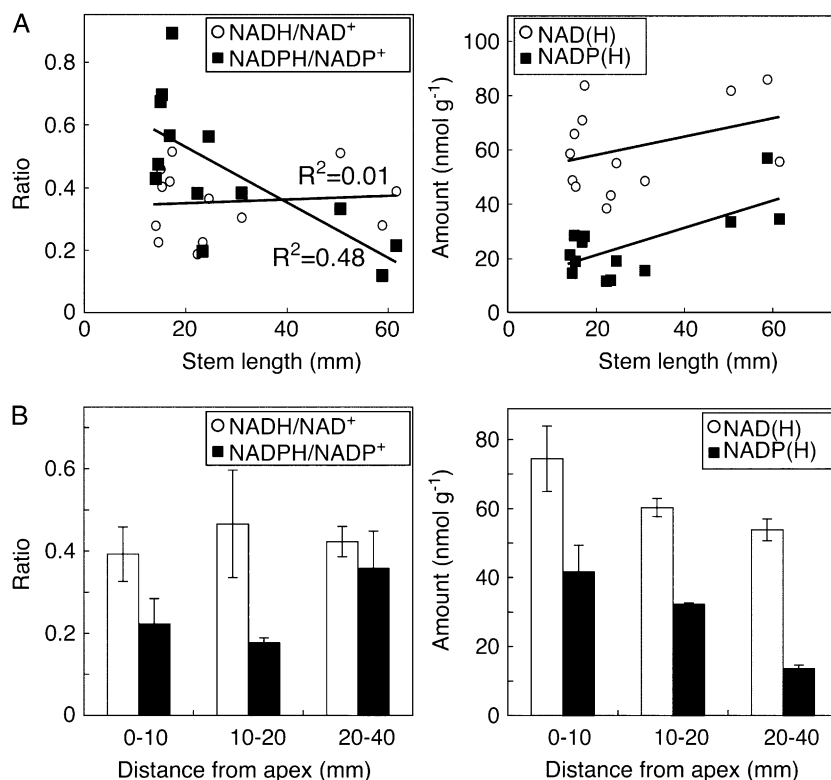 A
NADH/NAD⁺
NADPH/NADP⁺
0.8
0.6
0.4
0.2
0
Ratio
R²=0.01
R²=0.48
0
20
40
60
Stem length (mm)
NAD(H)
NADP(H)
100
80
60
40
20
0
Amount (nmol g⁻¹)
0
20
40
60
Stem length (mm)
B
NADH/NAD⁺
NADPH/NADP⁺
0.6
0.4
0.2
0
Ratio
0-10
10-20
20-40
Distance from apex (mm)
NAD(H)
NADP(H)
80
60
40
20
0
Amount (nmol g⁻¹)
0-10
10-20
20-40
Distance from apex (mm)